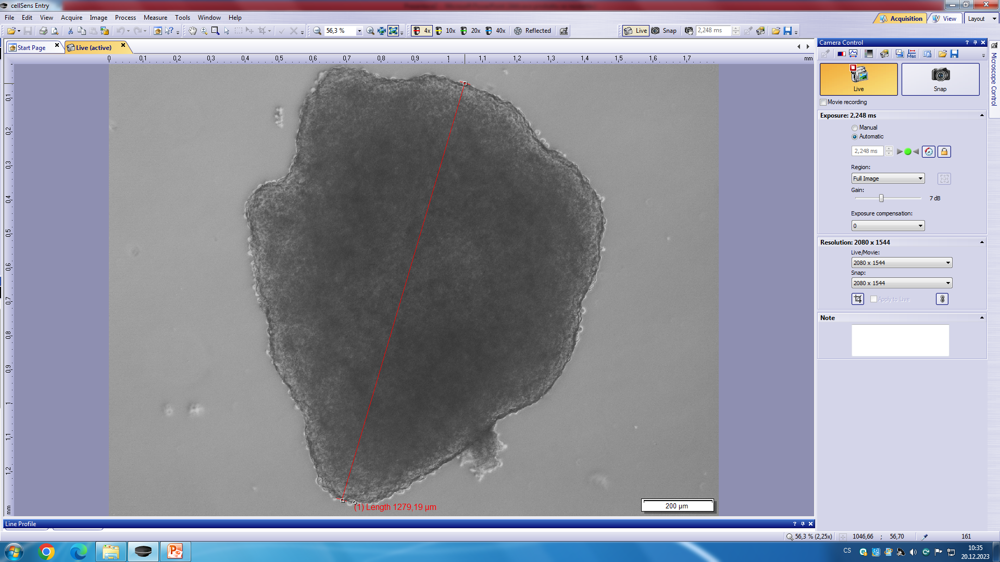 cellSens Entry
File Edit View Acquire Image Process Measure Tools Window Help
Acquisition View Layout
56,3 % 4x 10x 20x 40x Reflected Live Snap 2,248 ms
Start Page Live (active)
0 0,1 0,2 0,3 0,4 0,5 0,6 0,7 0,8 0,9 1 1,1 1,2 1,3 1,4 1,5 1,6 1,7 mm
0,1
0,2
0,3
0,4
0,5
0,6
0,7
0,8
0,9
1
1,1
1,2
mm
(1) Length 1279,19 µm
200 µm
Camera Control
Microscope Control
Live Snap
Movie recording
Exposure: 2,248 ms
Manual
Automatic
2,248 ms
Region:
Full Image
Gain:
7 dB
Exposure compensation:
0
Resolution: 2080 x 1544
Live/Movie:
2080 x 1544
Snap:
2080 x 1544
Apply to Live
Note
Line Profile
56,3 % (2,25x) 1046,66 ; 56,70 161
CS
10:35
20.12.2023